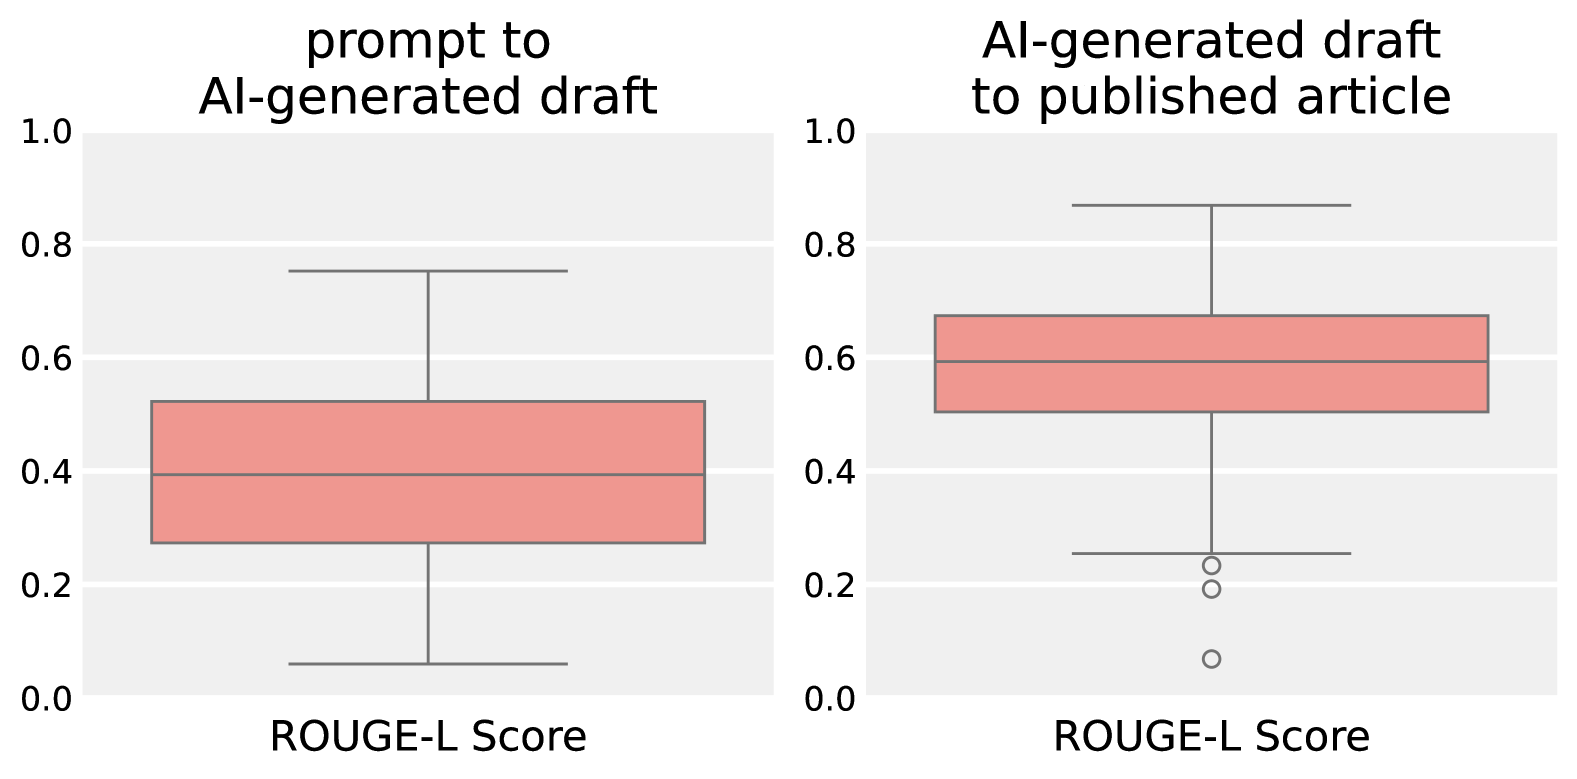 prompt to
AI-generated draft
1.0
0.8
0.6
0.4
0.2
0.0
ROUGE-L Score
AI-generated draft
to published article
1.0
0.8
0.6
0.4
0.2
0.0
ROUGE-L Score